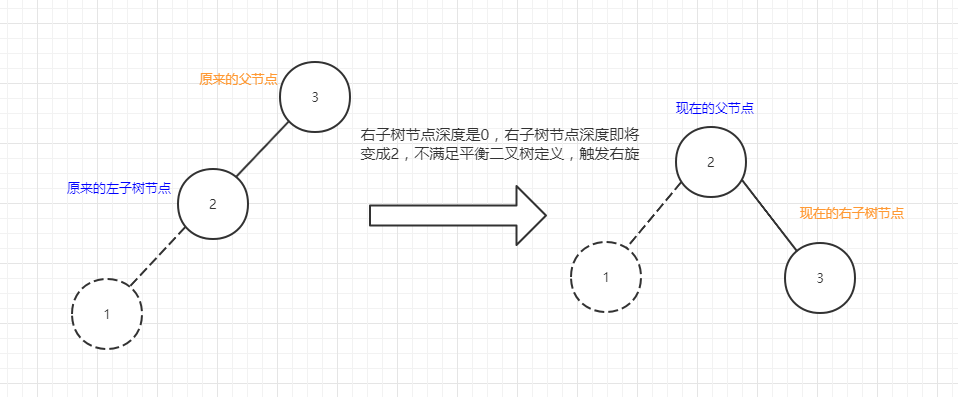 原来的父节点
3
右子树节点深度是0，右子树节点深度即将
变成2，不满足平衡二叉树定义，触发右旋
原来的左子树节点
2
1
现在的父节点
2
现在的右子树节点
1
3